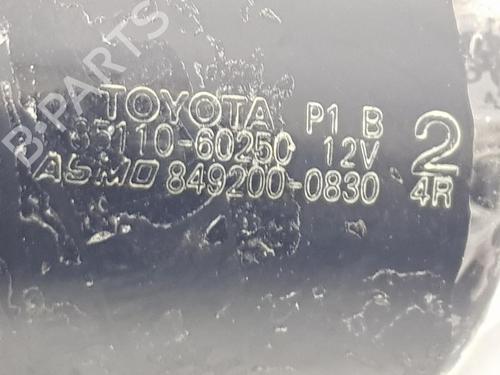 B-PARTS
TOYOTA P1 B
85110-60250 12V 2
ASMO 849200-0830 4R